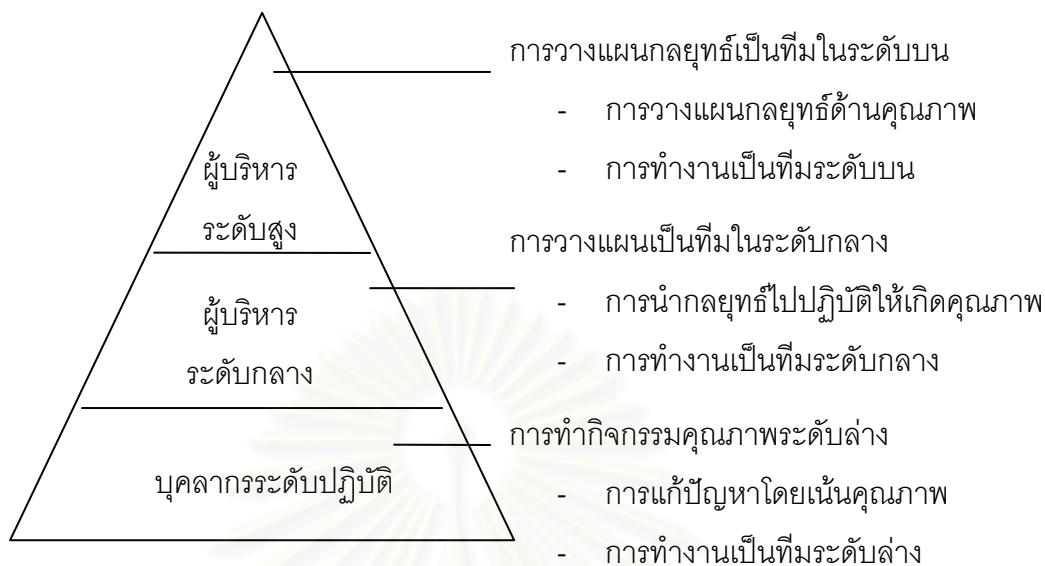 การวางแผนกลยุทธ์เป็นทีมในระดับบน
- การวางแผนกลยุทธ์ด้านคุณภาพ
- การทำงานเป็นทีมระดับบน
ผู้บริหาร
ระดับสูง
การวางแผนเป็นทีมในระดับกลาง
- การนำกลยุทธ์ไปปฏิบัติให้เกิดคุณภาพ
- การทำงานเป็นทีมระดับกลาง
ผู้บริหาร
ระดับกลาง
การทำกิจกรรมคุณภาพระดับล่าง
- การแก้ปัญหาโดยเน้นคุณภาพ
- การทำงานเป็นทีมระดับล่าง
บุคลากรระดับปฏิบัติ